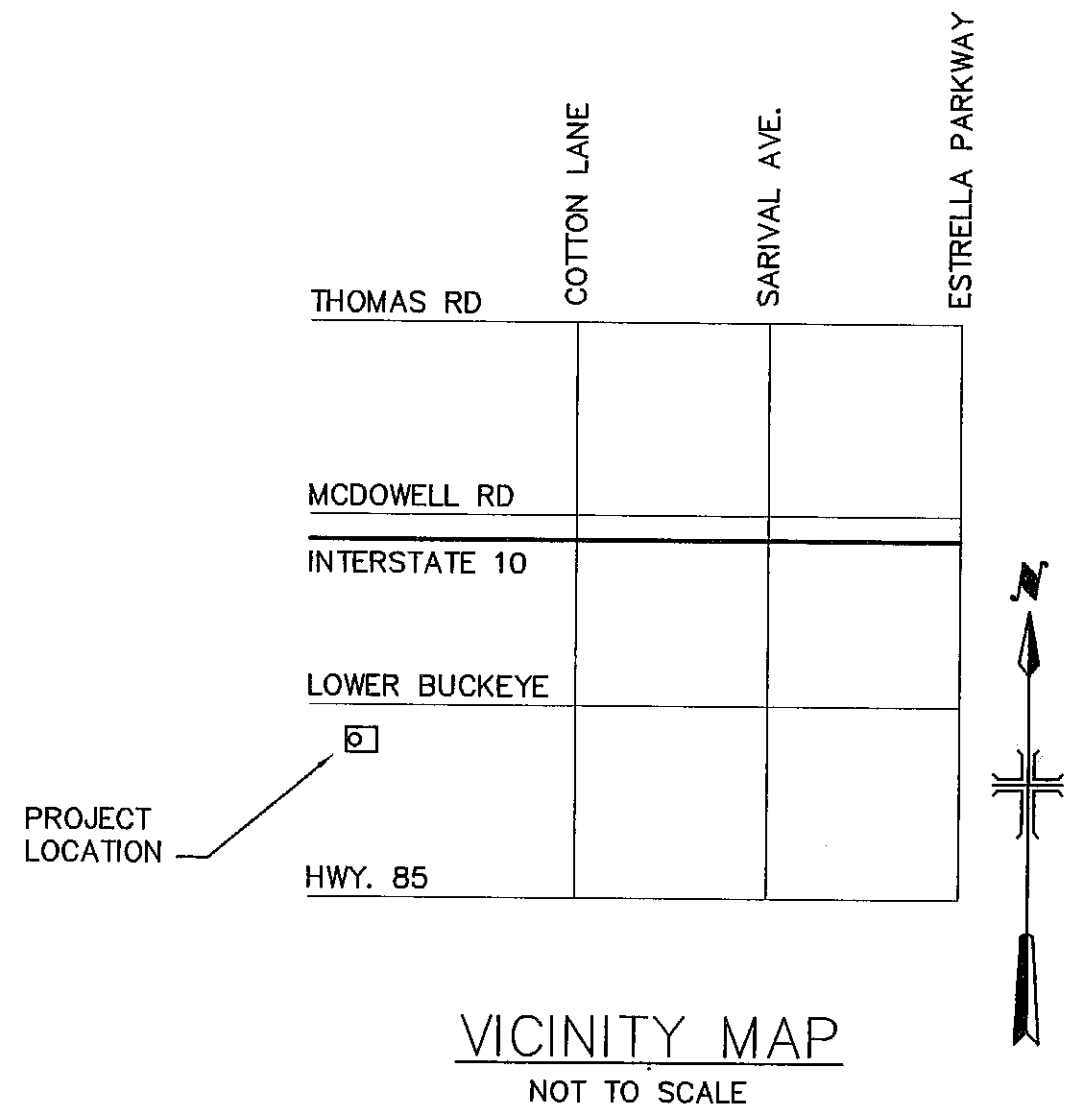 COTTON LANE
SARIVAL AVE.
ESTRELLA PARKWAY
THOMAS RD
MCDOWELL RD
INTERSTATE 10
N
LOWER BUCKEYE
PROJECT
LOCATION
HWY. 85
VICINITY MAP
NOT TO SCALE